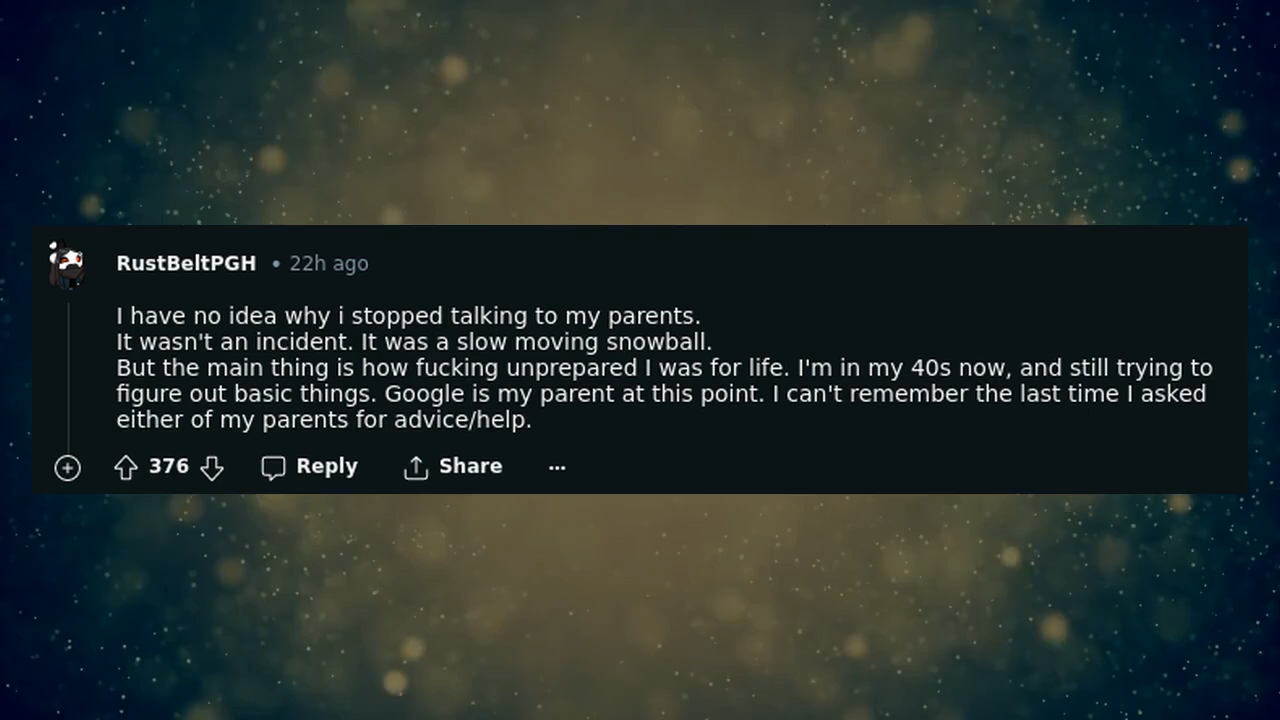 RustBeltPGH • 22h ago
I have no idea why i stopped talking to my parents.
It wasn't an incident. It was a slow moving snowball.
But the main thing is how fucking unprepared I was for life. I'm in my 40s now, and still trying to
figure out basic things. Google is my parent at this point. I can't remember the last time I asked
either of my parents for advice/help.
376 Reply Share ...